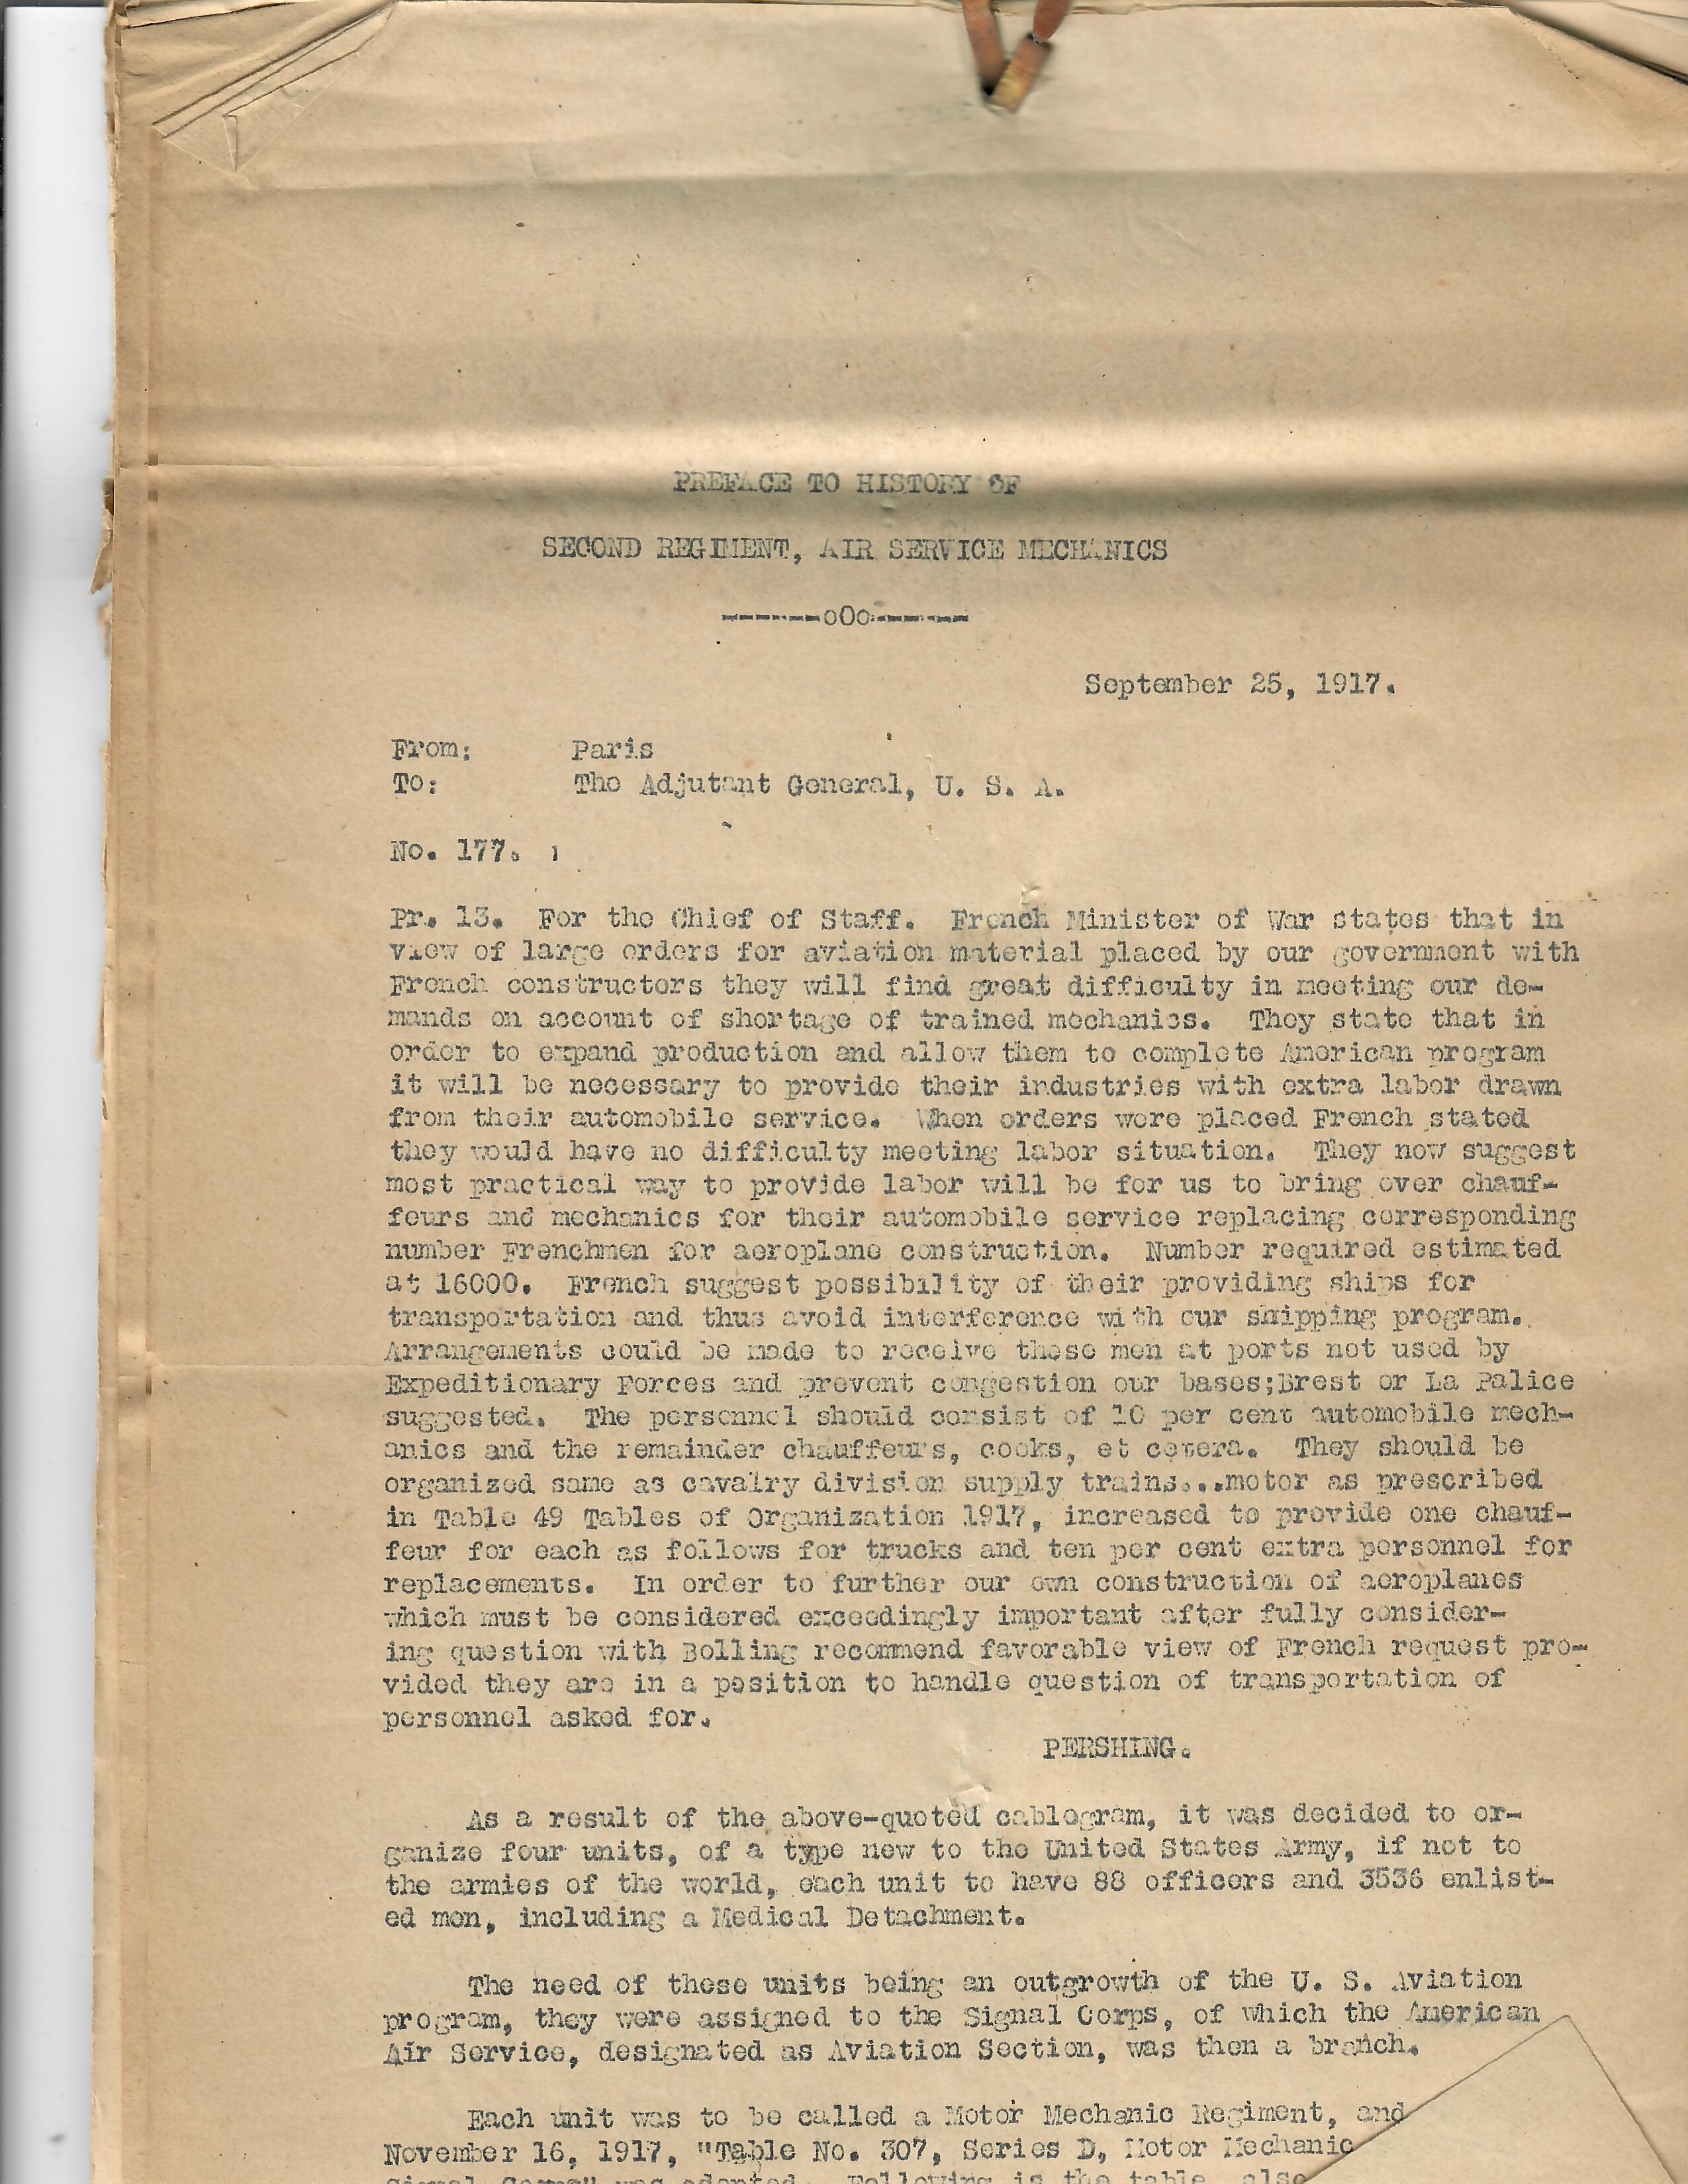 PREFACE TO HISTORY OF
SECOND REGIMENT, AIR SERVICE MECHANICS
------oOo------
September 25, 1917.
From: Paris
To: The Adjutant General, U. S. A.
No. 177.
Pr. 13. For the Chief of Staff. French Minister of War states that in
view of large orders for aviation material placed by our government with
French constructors they will find great difficulty in meeting our de-
mands on account of shortage of trained mechanics. They state that in
order to expand production and allow them to complete American program
it will be necessary to provide their industries with extra labor drawn
from their automobile service. When orders were placed French stated
they would have no difficulty meeting labor situation. They now suggest
most practical way to provide labor will be for us to bring over chauf-
feurs and mechanics for their automobile service replacing corresponding
number Frenchmen for aeroplane construction. Number required estimated
at 16000. French suggest possibility of their providing ships for
transportation and thus avoid interference with our shipping program.
Arrangements could be made to receive these men at ports not used by
Expeditionary Forces and prevent congestion our bases;Brest or La Palice
suggested. The personnel should consist of 10 per cent automobile mech-
anics and the remainder chauffeurs, cooks, et cetera. They should be
organized same as cavalry division supply trains...motor as prescribed
in Table 49 Tables of Organization 1917, increased to provide one chauf-
feur for each as follows for trucks and ten per cent extra personnel for
replacements. In order to further our own construction of aeroplanes
which must be considered exceedingly important after fully consider-
ing question with Bolling recommend favorable view of French request pro-
vided they are in a position to handle question of transportation of
personnel asked for.
PERSHING.
As a result of the above-quoted cablogram, it was decided to or-
ganize four units, of a type new to the United States Army, if not to
the armies of the world, each unit to have 88 officers and 3536 enlist-
ed men, including a Medical Detachment.
The need of these units being an outgrowth of the U. S. Aviation
program, they were assigned to the Signal Corps, of which the American
Air Service, designated as Aviation Section, was then a branch.
Each unit was to be called a Motor Mechanic Regiment, and
November 16, 1917, "Table No. 307, Series D, Motor Mechanic
Signal Corps" was adopted. Following is the table, also